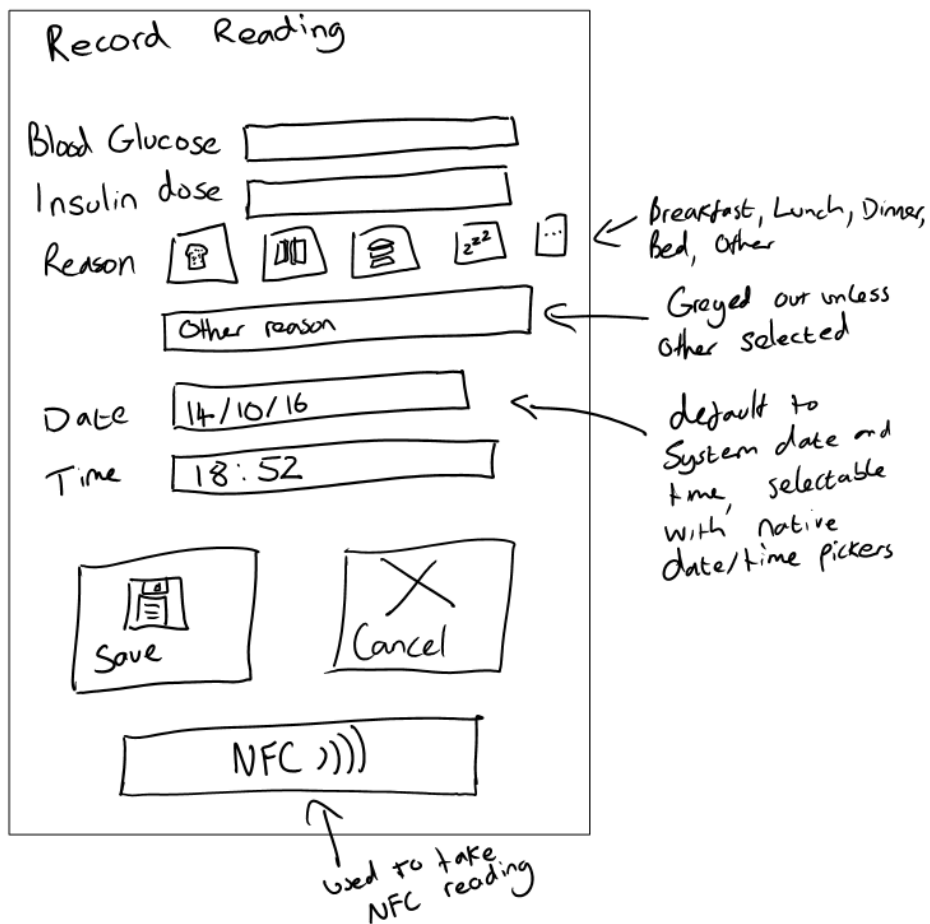 Record Reading
Blood Glucose
Insulin dose
Reason
zzz
...
Breakfast, Lunch, Dinner,
Bed, Other
Other reason
Greyed out unless
Other selected
Date 14/10/16
Time 18:52
default to
System date and
time, selectable
with native
date/time pickers
Save
Cancel
NFC ))))
used to take
NFC reading